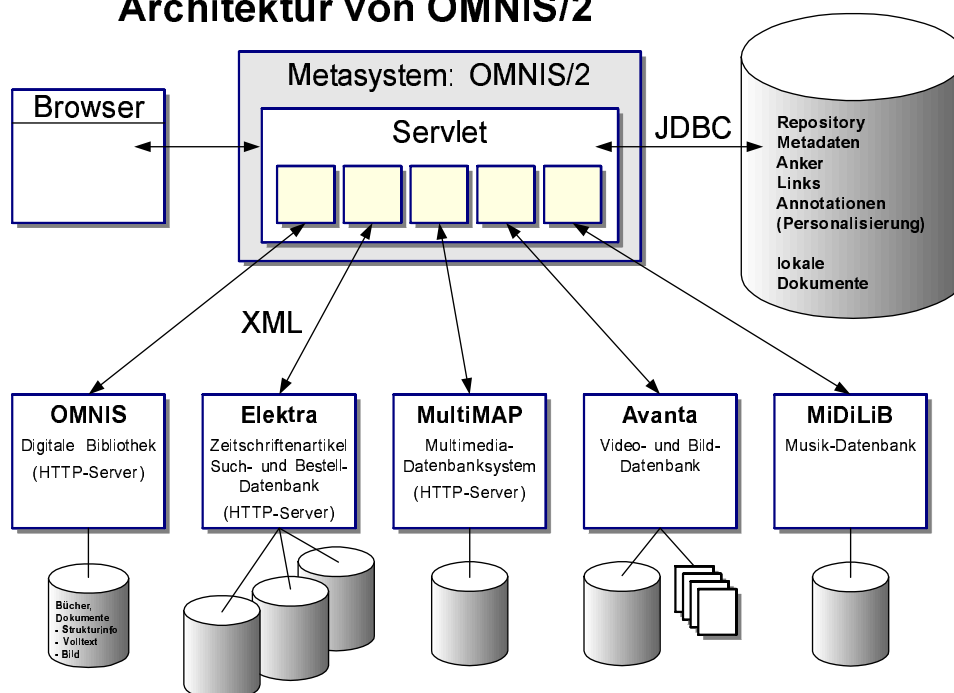 Architektur von OMNIS/2
Metasystem: OMNIS/2
Browser
Servlet
JDBC
Repository
Metadaten
Anker
Links
Annotationen
(Personalisierung)
lokale
Dokumente
XML
OMNIS
Digitale Bibliothek
(HTTP-Server)
Elektra
Zeitschriftenartikel
Such- und Bestell-
Datenbank
(HTTP-Server)
MultiMAP
Multimedia-
Datenbanksystem
(HTTP-Server)
Avanta
Video- und Bild-
Datenbank
MiDiLiB
Musik-Datenbank
Bücher,
Dokumente
- Strukturinfo
- Volltext
- Bild